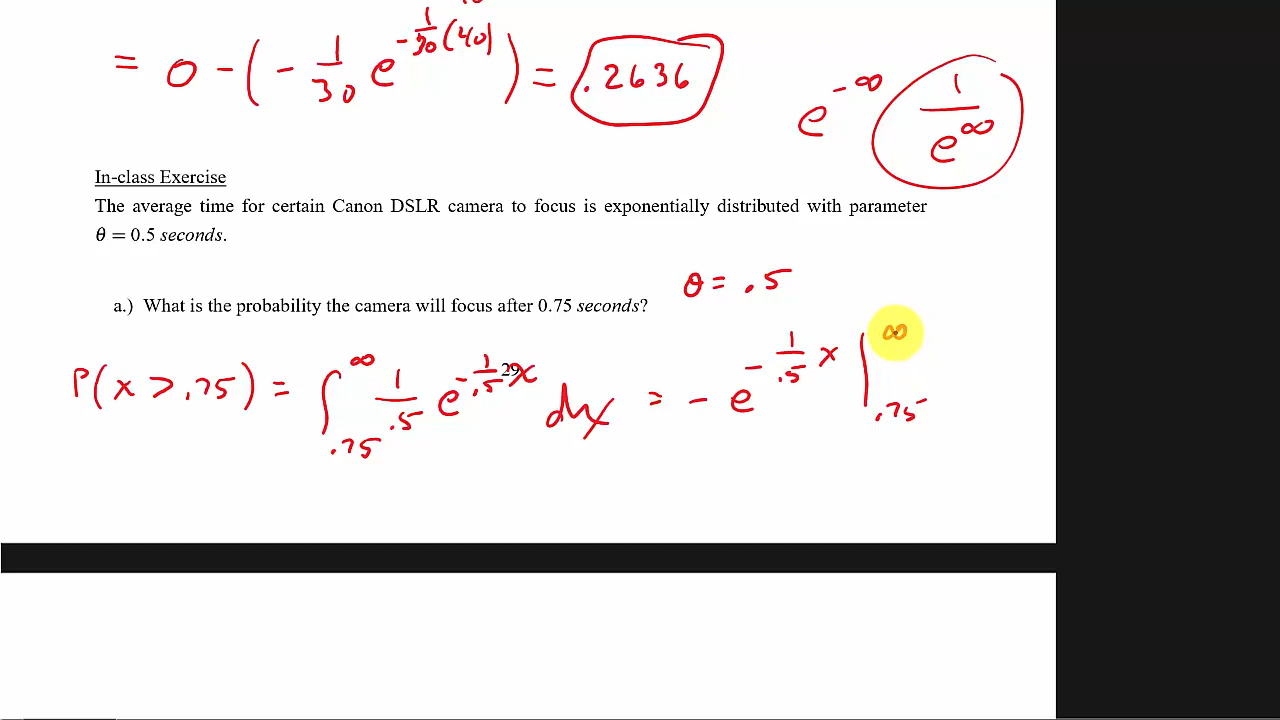 = 0 - (- 1/30 e^{-1/30 (40)}) = .2636
e^{-∞} 1/e^{∞}
In-class Exercise
The average time for certain Canon DSLR camera to focus is exponentially distributed with parameter
θ = 0.5 seconds.
θ = .5
a.) What is the probability the camera will focus after 0.75 seconds?
P(x > .75) = ∫_{.75}^{∞} 1/.5 e^{-1/.5 x} dx = - e^{-1/.5 x} |_{.75}^{∞}
29